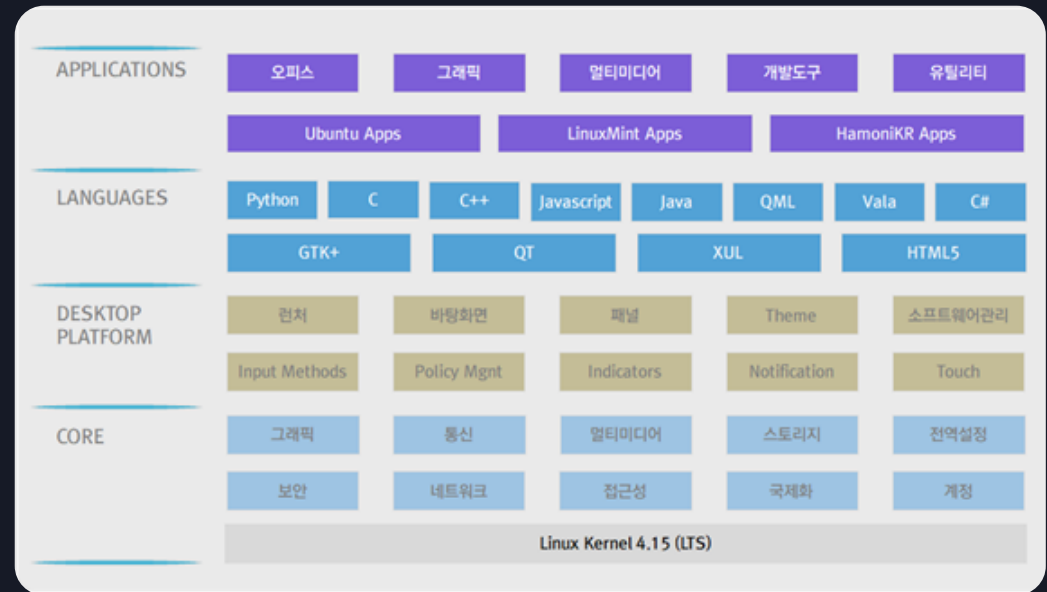 APPLICATIONS
오피스 그래픽 멀티미디어 개발도구 유틸리티
Ubuntu Apps LinuxMint Apps HamoniKR Apps
LANGUAGES
Python C C++ Javascript Java QML Vala C#
GTK+ QT XUL HTML5
DESKTOP
PLATFORM
런처 바탕화면 패널 Theme 소프트웨어관리
Input Methods Policy Mgnt Indicators Notification Touch
CORE
그래픽 통신 멀티미디어 스토리지 전역설정
보안 네트워크 접근성 국제화 계정
Linux Kernel 4.15 (LTS)